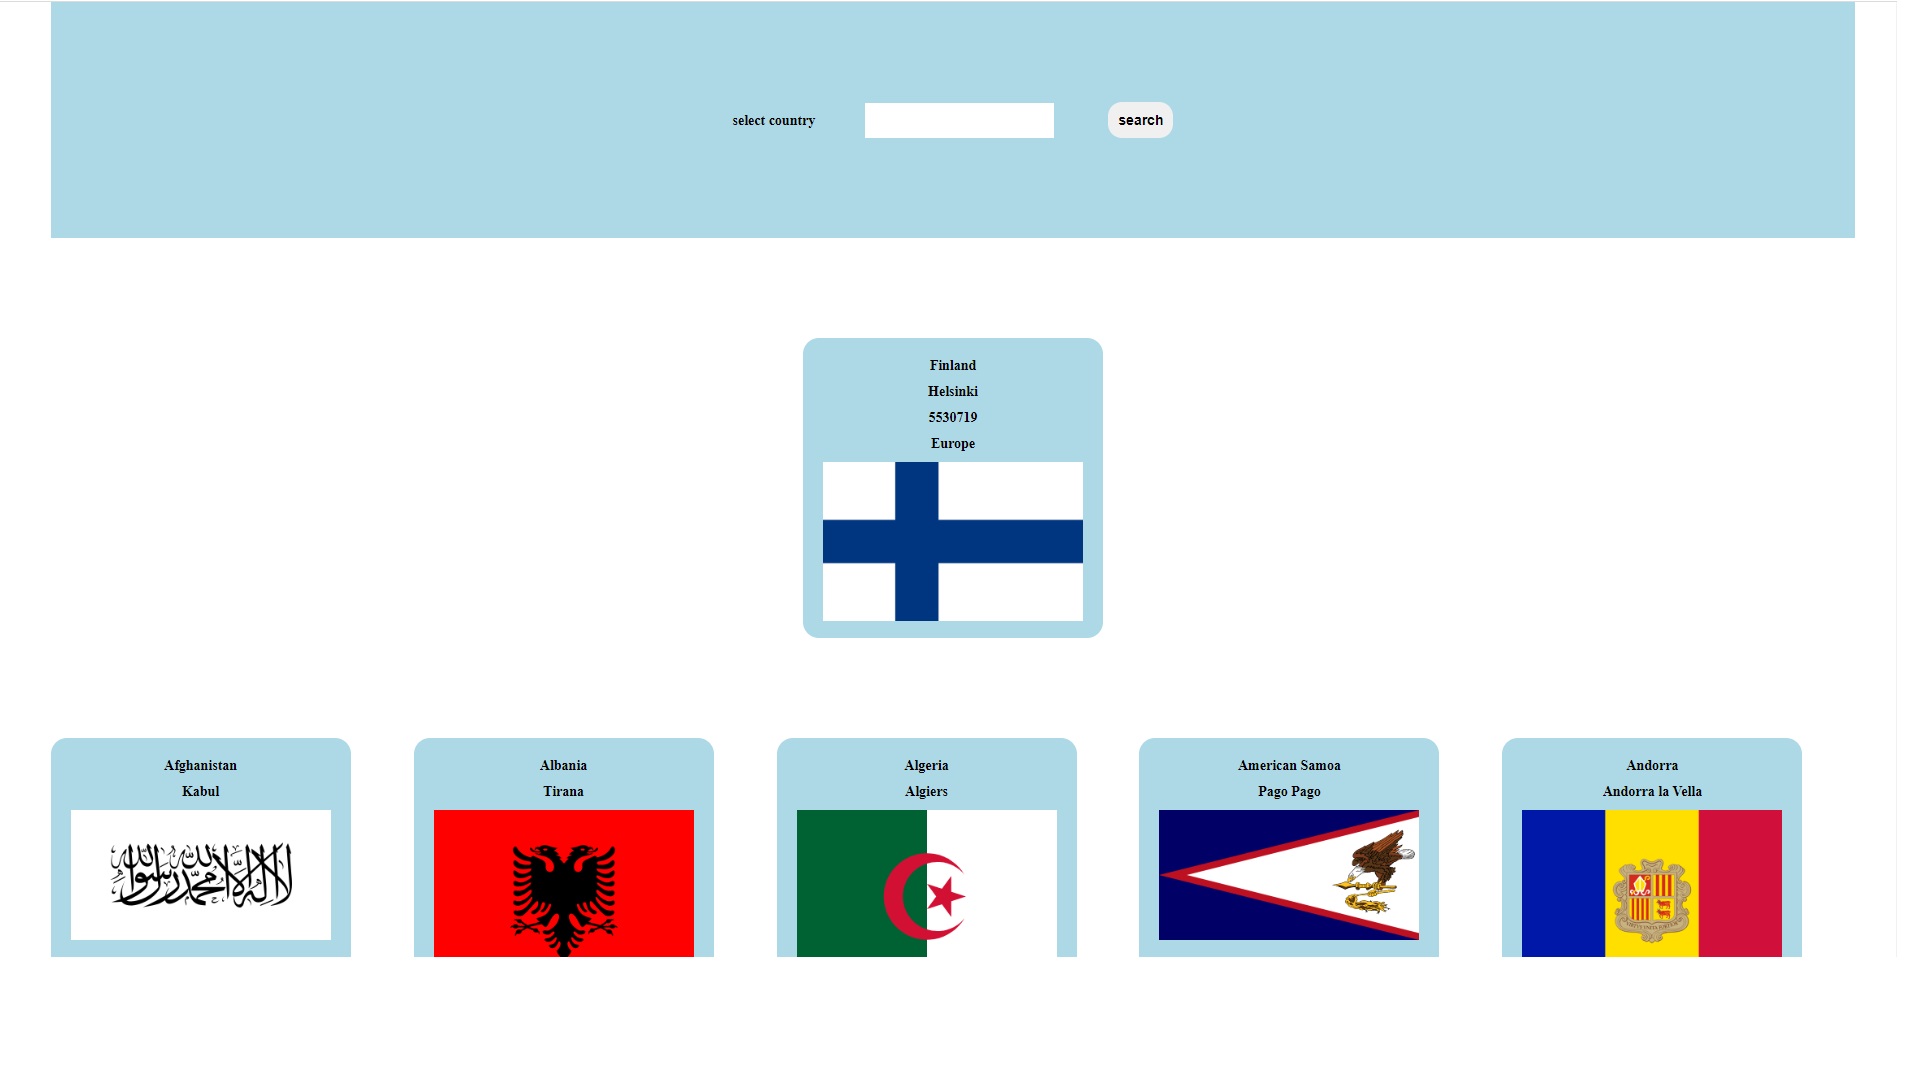 select country
search
Finland
Helsinki
5530719
Europe
Afghanistan
Kabul
لا إله إلا الله محمد رسول الله
Albania
Tirana
Algeria
Algiers
American Samoa
Pago Pago
Andorra
Andorra la Vella